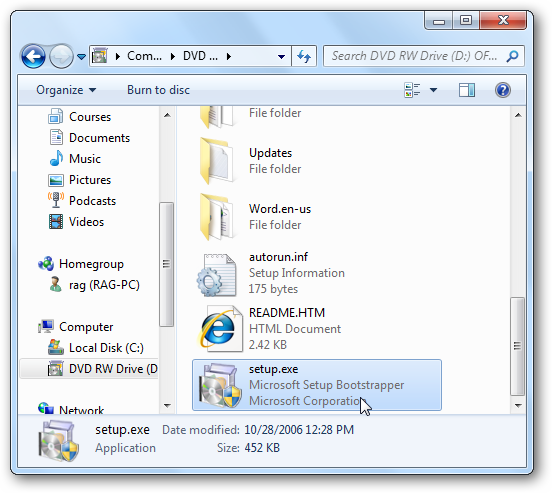 Com... DVD ...
Search DVD RW Drive (D:) OF...
Organize Burn to disc
Courses
Documents
Music
Pictures
Podcasts
Videos
Homegroup
rag (RAG-PC)
Computer
Local Disk (C:)
DVD RW Drive (D
Network
File folder
Updates
File folder
Word.en-us
File folder
autorun.inf
Setup Information
175 bytes
README.HTM
HTML Document
2.42 KB
setup.exe
Microsoft Setup Bootstrapper
Microsoft Corporation
setup.exe Date modified: 10/28/2006 12:28 PM
Application Size: 452 KB